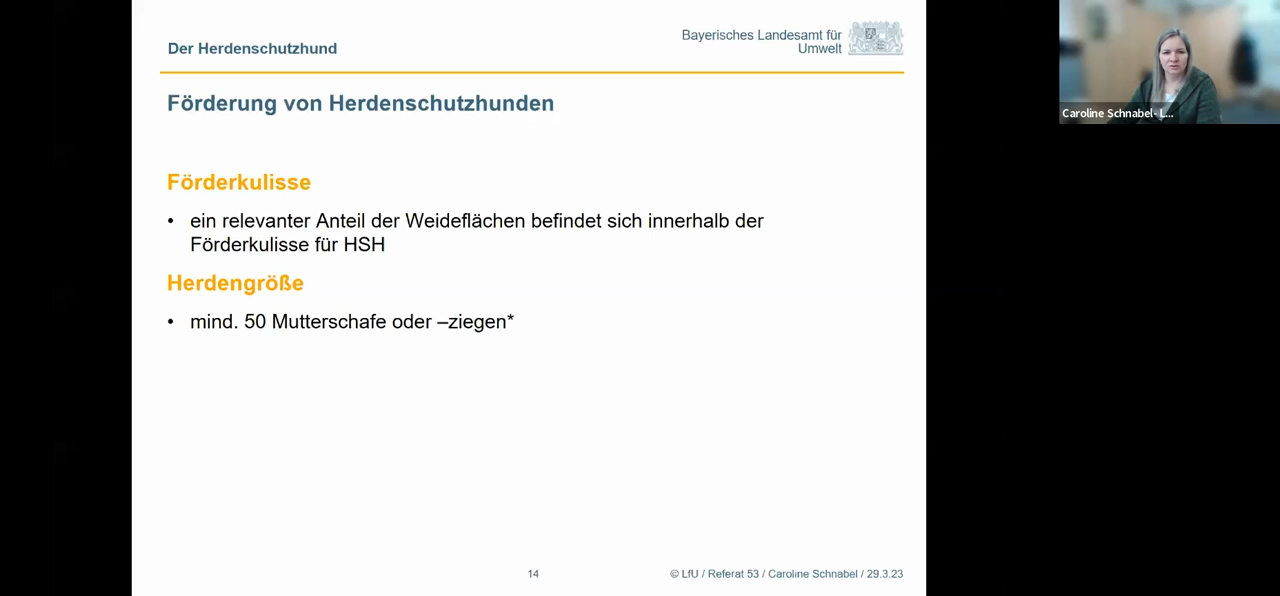 Der Herdenschutzhund
Bayerisches Landesamt für
Umwelt
Förderung von Herdenschutzhunden
Förderkulisse
• ein relevanter Anteil der Weideflächen befindet sich innerhalb der
Förderkulisse für HSH
Herdengröße
• mind. 50 Mutterschafe oder –ziegen*
14
© LfU / Referat 53 / Caroline Schnabel / 29.3.23
Caroline Schnabel- L...